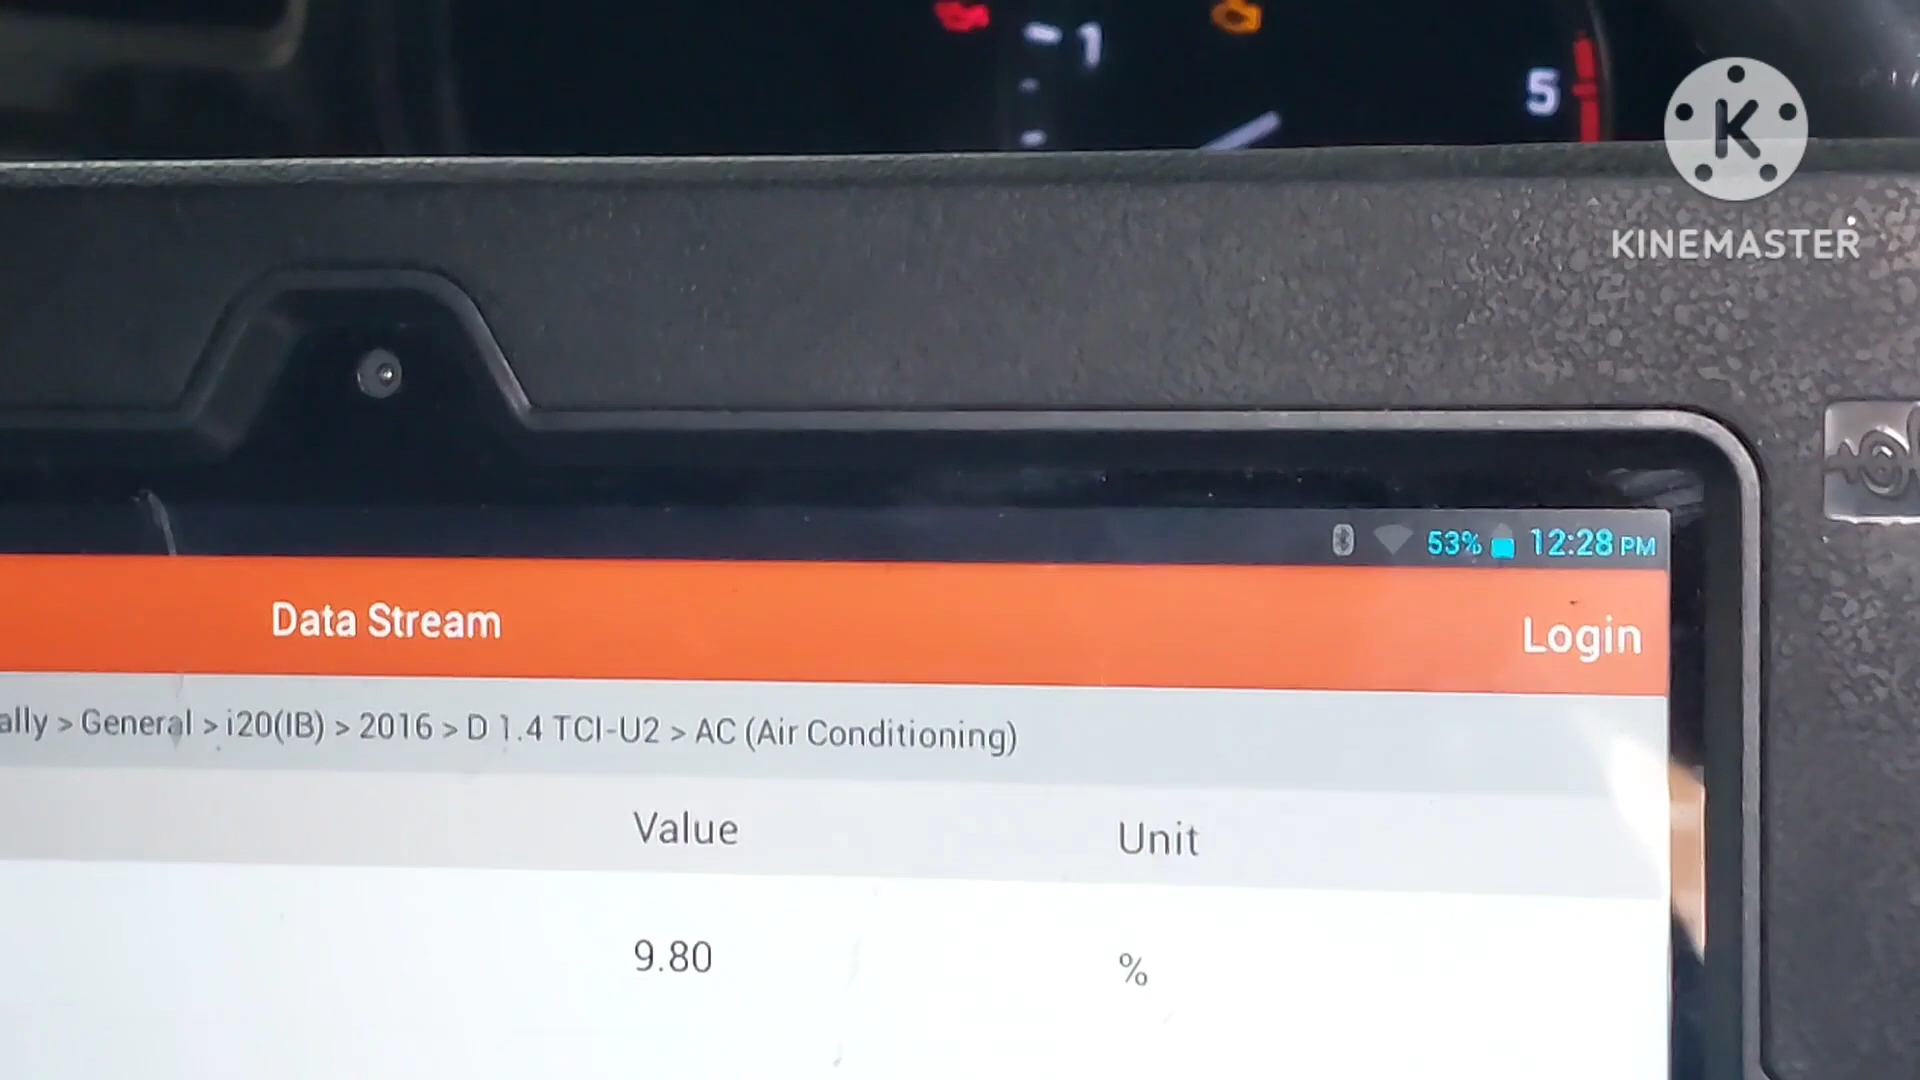 1
5
K
KINEMASTER
53% 12:28 PM
Data Stream
Login
ally > General > i20(IB) > 2016 > D 1.4 TCI-U2 > AC (Air Conditioning)
Value Unit
9.80 %